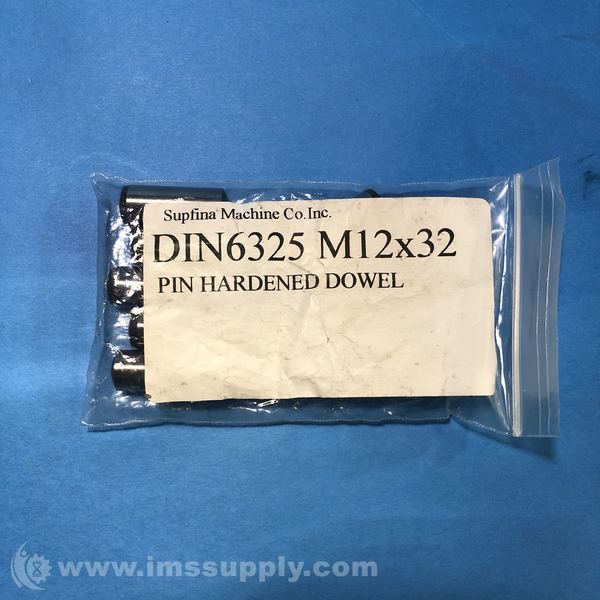 Supfina Machine Co.Inc.
DIN6325 M12x32
PIN HARDENED DOWEL
www.imssupply.com